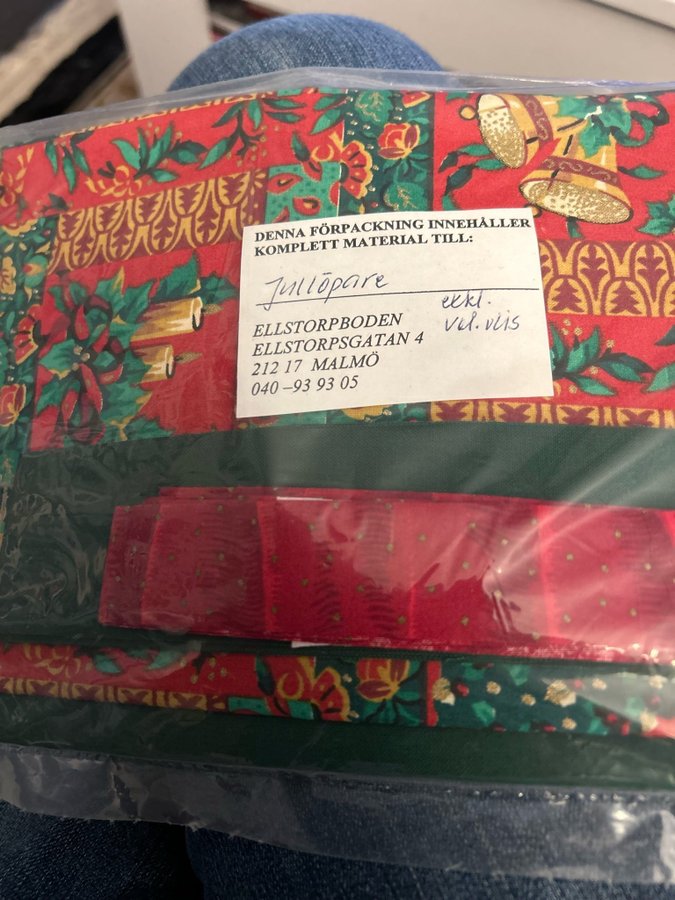 DENNA FÖRPACKNING INNEHÅLLER
KOMPLETT MATERIAL TILL:
Jullöpare
exkl.
vol.vlis
ELLSTORPBODEN
ELLSTORPSGATAN 4
212 17 MALMÖ
040 –93 93 05